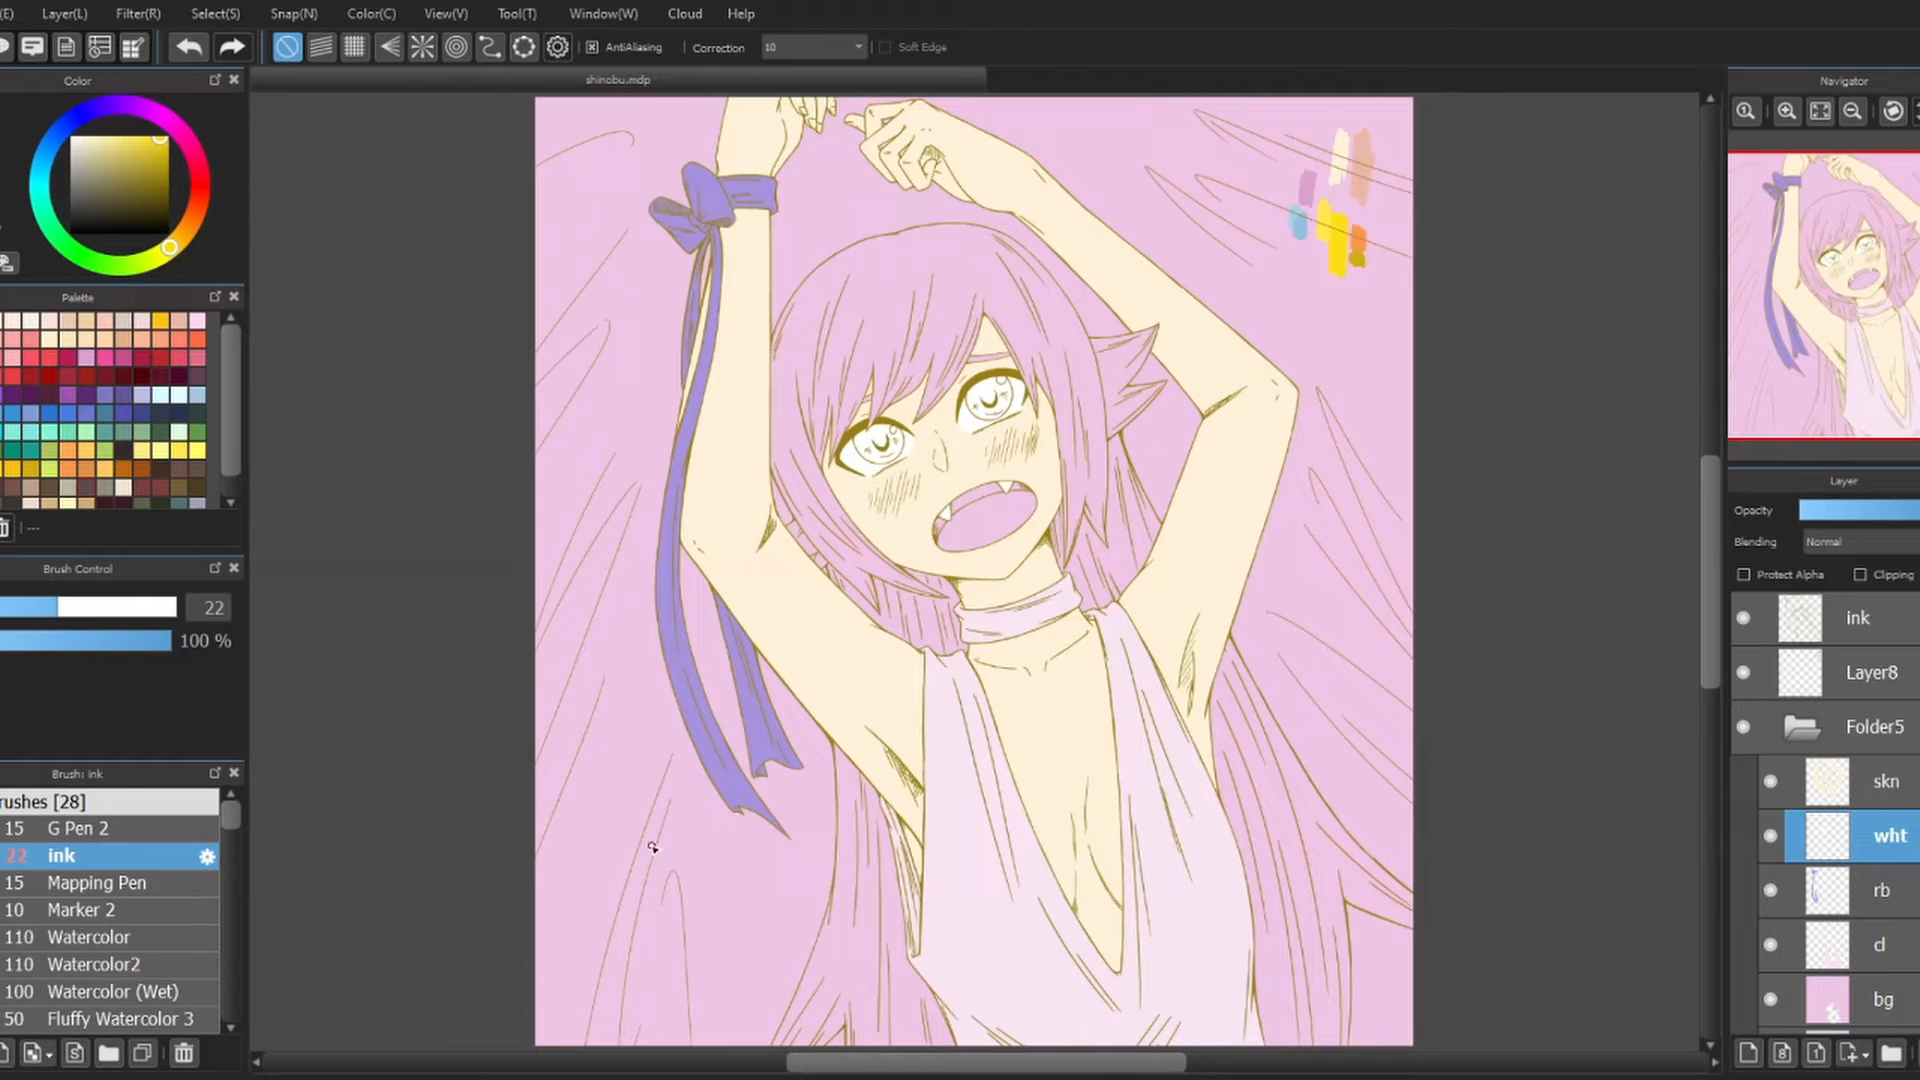 (E) Layer(L) Filter(R) Select(S) Snap(N) Color(C) View(V) Tool(T) Window(W) Cloud Help
AntiAliasing Correction 10 Soft Edge
Color
shinobu.mdp
Navigator
Palette
---
Brush Control
22
100 %
Brush: ink
rushes [28]
15 G Pen 2
22 ink
15 Mapping Pen
10 Marker 2
110 Watercolor
110 Watercolor2
100 Watercolor (Wet)
50 Fluffy Watercolor 3
Layer
Opacity
Blending Normal
Protect Alpha Clipping
ink
Layer8
Folder5
skn
wht
rb
cl
bg